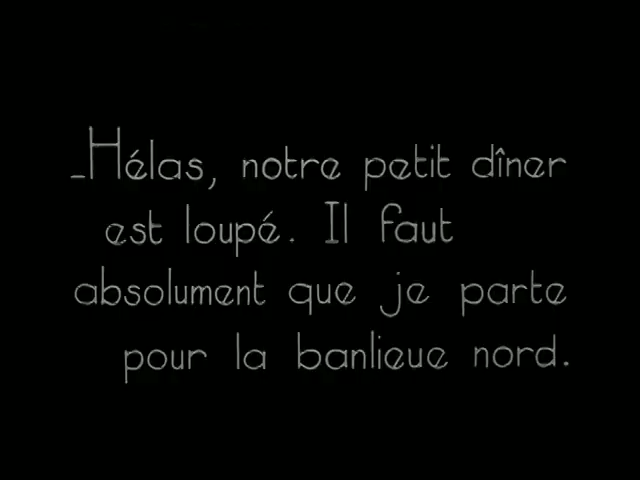 -Hélas, notre petit dîner
est loupé. Il faut
absolument que je parte
pour la banlieue nord.